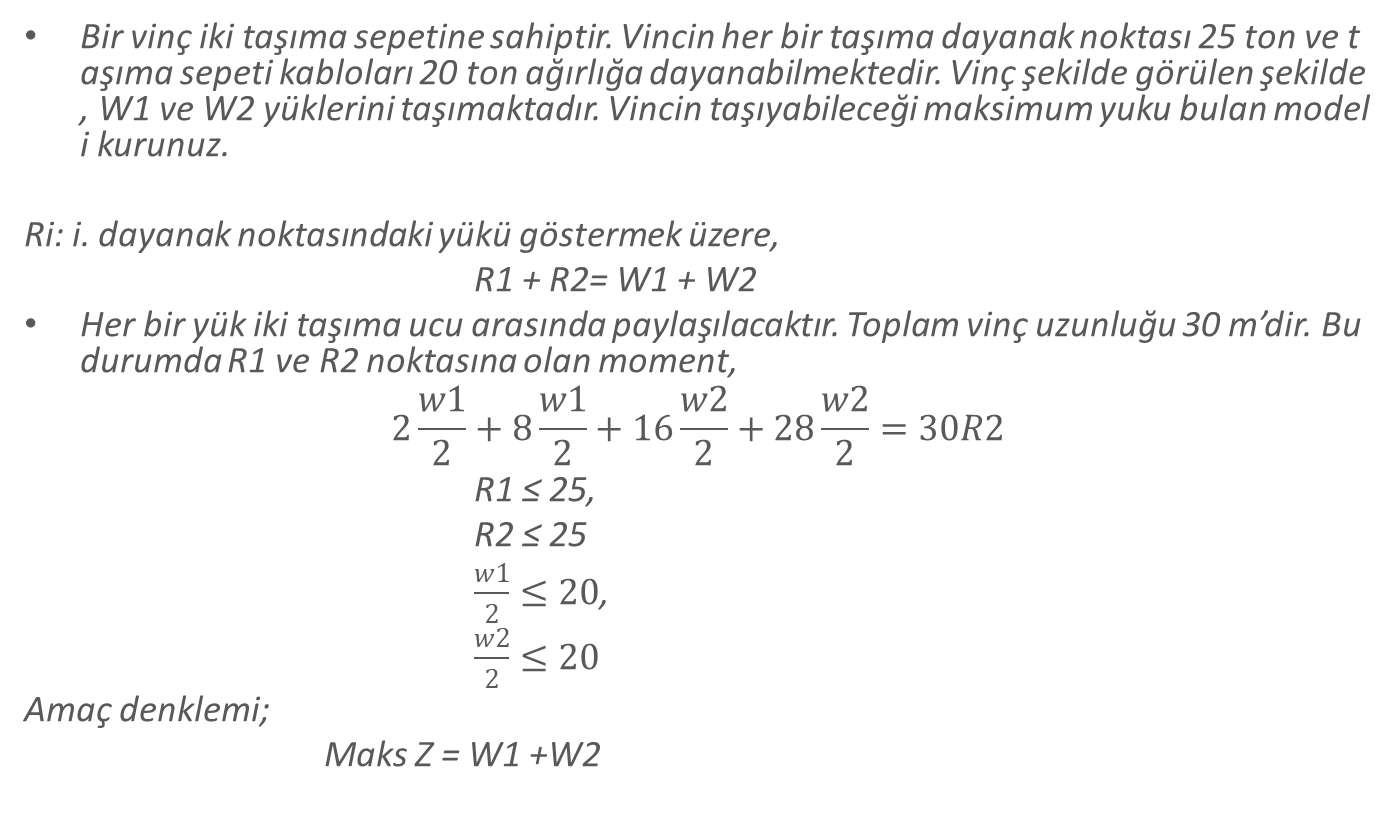 • Bir vinç iki taşıma sepetine sahiptir. Vincin her bir taşıma dayanak noktası 25 ton ve t
aşıma sepeti kabloları 20 ton ağırlığa dayanabilmektedir. Vinç şekilde görülen şekilde
, W1 ve W2 yüklerini taşımaktadır. Vincin taşıyabileceği maksimum yuku bulan model
i kurunuz.
Ri: i. dayanak noktasındaki yükü göstermek üzere,
R1 + R2= W1 + W2
• Her bir yük iki taşıma ucu arasında paylaşılacaktır. Toplam vinç uzunluğu 30 m’dir. Bu
durumda R1 ve R2 noktasına olan moment,
2 w1/2 + 8 w1/2 + 16 w2/2 + 28 w2/2 = 30R2
R1 ≤ 25,
R2 ≤ 25
w1/2 ≤ 20,
w2/2 ≤ 20
Amaç denklemi;
Maks Z = W1 +W2